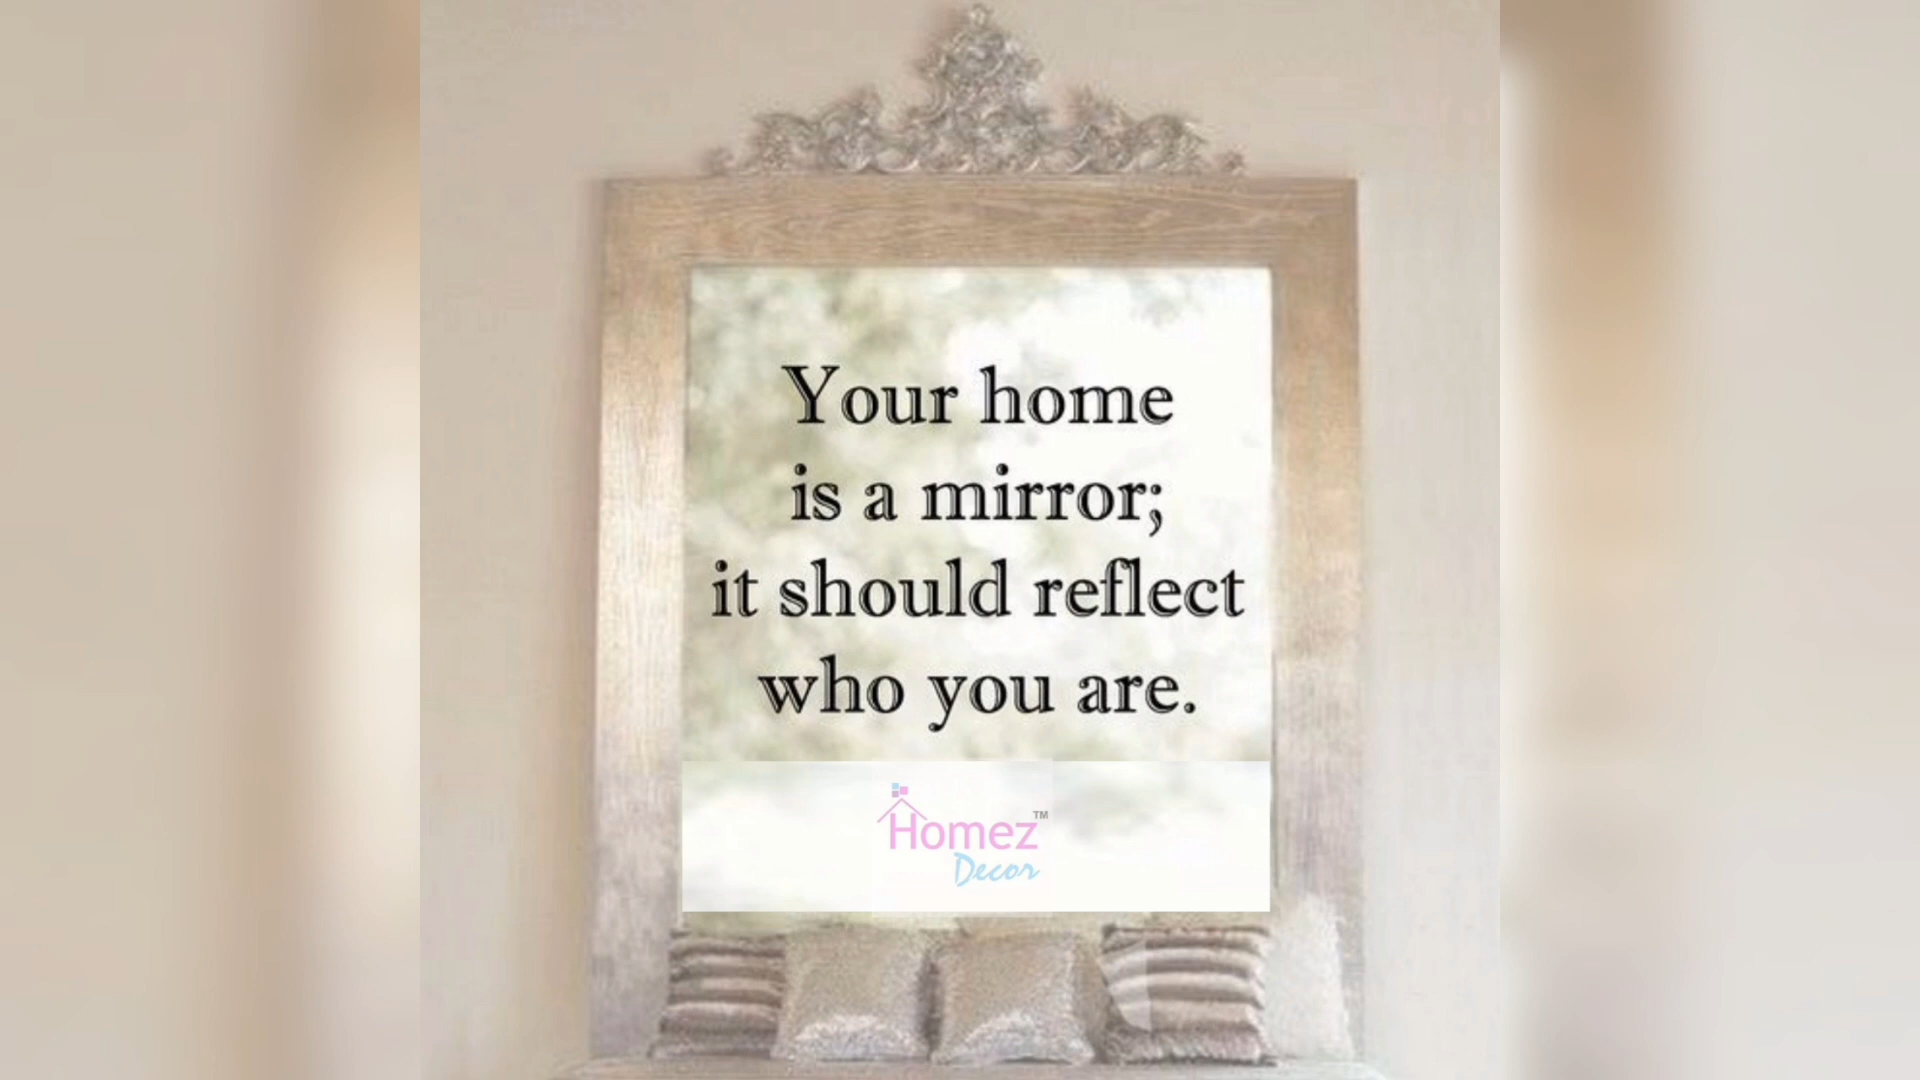 Your home
is a mirror;
it should reflect
who you are.
Homez™
Decor